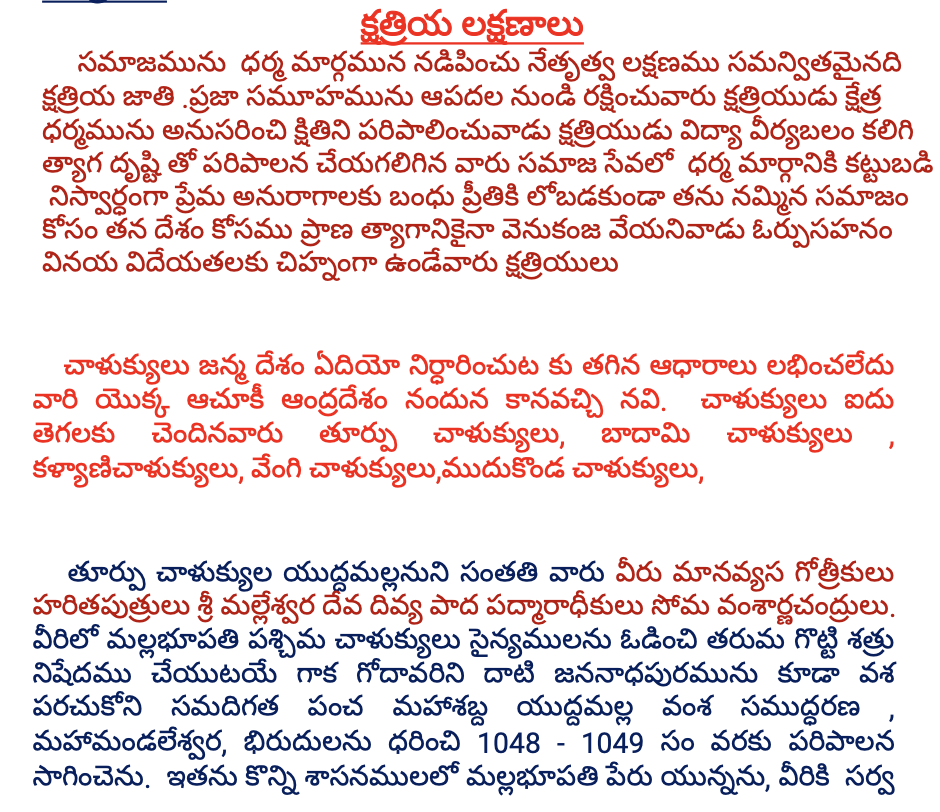 క్షత్రియ లక్షణాలు
సమాజమును ధర్మ మార్గమున నడిపించు నేతృత్వ లక్షణము సమన్వితమైనది
క్షత్రియ జాతి .ప్రజా సమూహమును ఆపదల నుండి రక్షించువారు క్షత్రియుడు క్షేత్ర
ధర్మమును అనుసరించి క్షితిని పరిపాలించువాడు క్షత్రియుడు విద్యా వీర్యబలం కలిగి
త్యాగ దృష్టి తో పరిపాలన చేయగలిగిన వారు సమాజ సేవలో ధర్మ మార్గానికి కట్టుబడి
నిస్వార్ధంగా ప్రేమ అనురాగాలకు బంధు ప్రీతికి లోబడకుండా తను నమ్మిన సమాజం
కోసం తన దేశం కోసము ప్రాణ త్యాగానికైనా వెనుకంజ వేయనివాడు ఓర్పుసహనం
వినయ విదేయతలకు చిహ్నంగా ఉండేవారు క్షత్రియులు
చాళుక్యులు జన్మ దేశం ఏదియో నిర్ధారించుట కు తగిన ఆధారాలు లభించలేదు
వారి యొక్క ఆచూకీ ఆంద్రదేశం నందున కానవచ్చి నవి. చాళుక్యులు ఐదు
తెగలకు చెందినవారు తూర్పు చాళుక్యులు, బాదామి చాళుక్యులు ,
కళ్యాణిచాళుక్యులు, వేంగి చాళుక్యులు,ముదుకొండ చాళుక్యులు,
తూర్పు చాళుక్యుల యుద్ధమల్లనుని సంతతి వారు వీరు మానవ్యస గోత్రీకులు
హరితపుత్రులు శ్రీ మల్లేశ్వర దేవ దివ్య పాద పద్మారాధీకులు సోమ వంశార్ణచంద్రులు.
వీరిలో మల్లభూపతి పశ్చిమ చాళుక్యులు సైన్యములను ఓడించి తరుమ గొట్టి శత్రు
నిషేదము చేయుటయే గాక గోదావరిని దాటి జననాధపురమును కూడా వశ
పరచుకోని సమదిగత పంచ మహాశబ్ద యుద్దమల్ల వంశ సముద్ధరణ ,
మహామండలేశ్వర, భిరుదులను ధరించి 1048 - 1049 సం వరకు పరిపాలన
సాగించెను. ఇతను కొన్ని శాసనములలో మల్లభూపతి పేరు యున్నను, వీరికి సర్వ